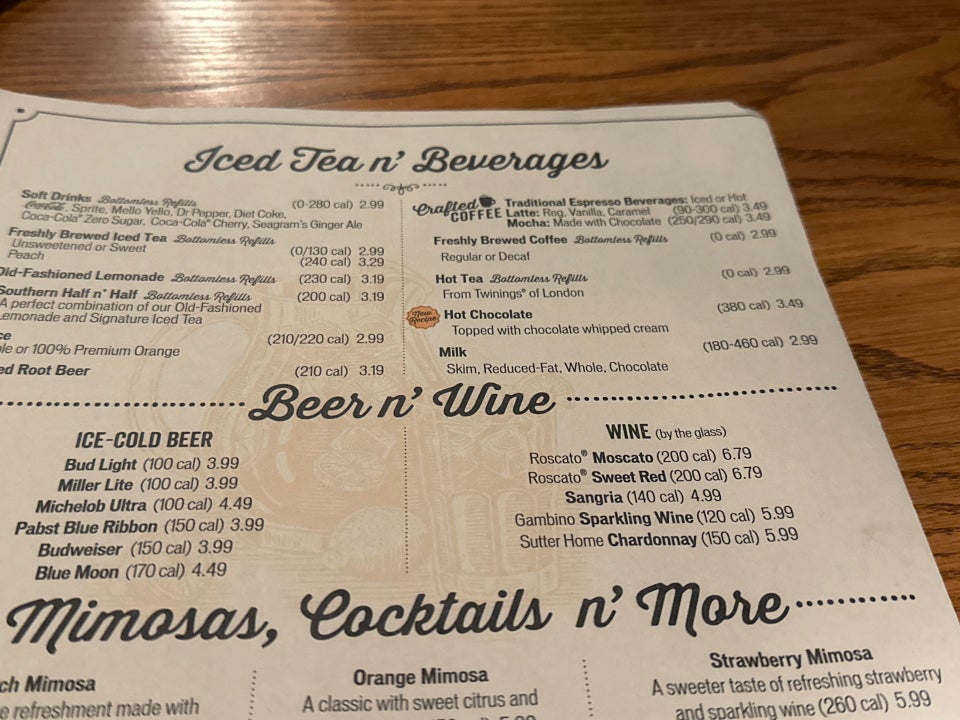 Iced Tea n' Beverages
Soft Drinks Bottomless Refills (0-280 cal) 2.99
Coca-Cola, Sprite, Mello Yello, Dr Pepper, Diet Coke,
Coca-Cola® Zero Sugar, Coca-Cola® Cherry, Seagram's Ginger Ale
Freshly Brewed Iced Tea Bottomless Refills
Unsweetened or Sweet (0/130 cal) 2.99
Peach (240 cal) 3.29
Old-Fashioned Lemonade Bottomless Refills (230 cal) 3.19
Southern Half n' Half Bottomless Refills (200 cal) 3.19
A perfect combination of our Old-Fashioned
Lemonade and Signature Iced Tea
(210/220 cal) 2.99
or 100% Premium Orange
Root Beer (210 cal) 3.19
Crafted COFFEE
Traditional Espresso Beverages: Iced or Hot
Latte: Reg, Vanilla, Caramel (90-300 cal) 3.49
Mocha: Made with Chocolate (250/290 cal) 3.49
Freshly Brewed Coffee Bottomless Refills (0 cal) 2.99
Regular or Decaf
Hot Tea Bottomless Refills (0 cal) 2.99
From Twinings® of London
New Recipe
Hot Chocolate (380 cal) 3.49
Topped with chocolate whipped cream
Milk (180-460 cal) 2.99
Skim, Reduced-Fat, Whole, Chocolate
Beer n' Wine
ICE-COLD BEER
Bud Light (100 cal) 3.99
Miller Lite (100 cal) 3.99
Michelob Ultra (100 cal) 4.49
Pabst Blue Ribbon (150 cal) 3.99
Budweiser (150 cal) 3.99
Blue Moon (170 cal) 4.49
WINE (by the glass)
Roscato® Moscato (200 cal) 6.79
Roscato® Sweet Red (200 cal) 6.79
Sangria (140 cal) 4.99
Gambino Sparkling Wine (120 cal) 5.99
Sutter Home Chardonnay (150 cal) 5.99
Mimosas, Cocktails n' More
Mimosa
refreshment made with
Orange Mimosa
A classic with sweet citrus and
Strawberry Mimosa
A sweeter taste of refreshing strawberry
and sparkling wine (260 cal) 5.99